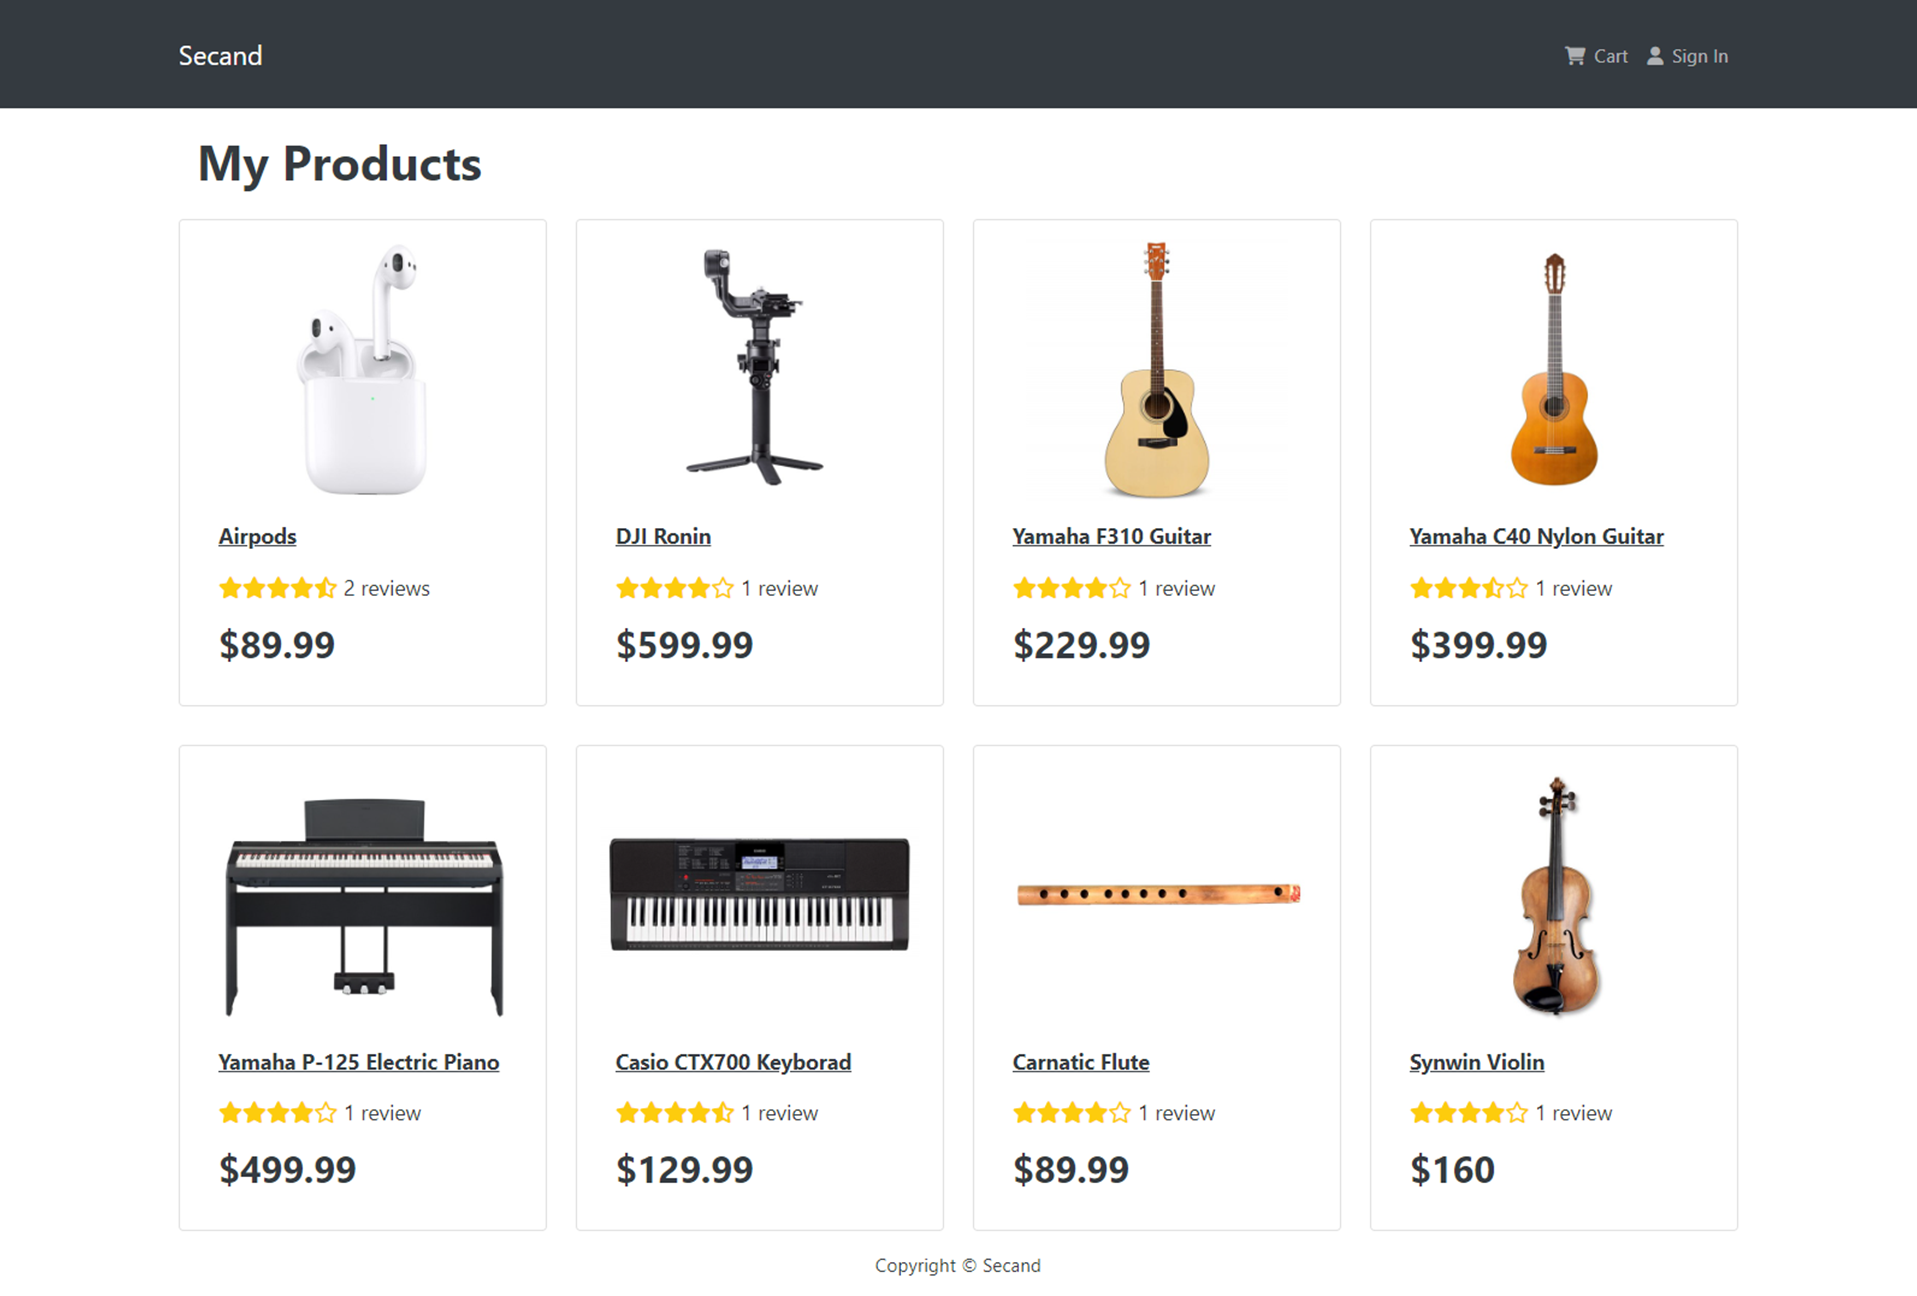 Secand
Cart
Sign In
My Products
Airpods
2 reviews
$89.99
DJI Ronin
1 review
$599.99
Yamaha F310 Guitar
1 review
$229.99
Yamaha C40 Nylon Guitar
1 review
$399.99
Yamaha P-125 Electric Piano
1 review
$499.99
Casio CTX700 Keyborad
1 review
$129.99
Carnatic Flute
1 review
$89.99
Synwin Violin
1 review
$160
Copyright © Secand